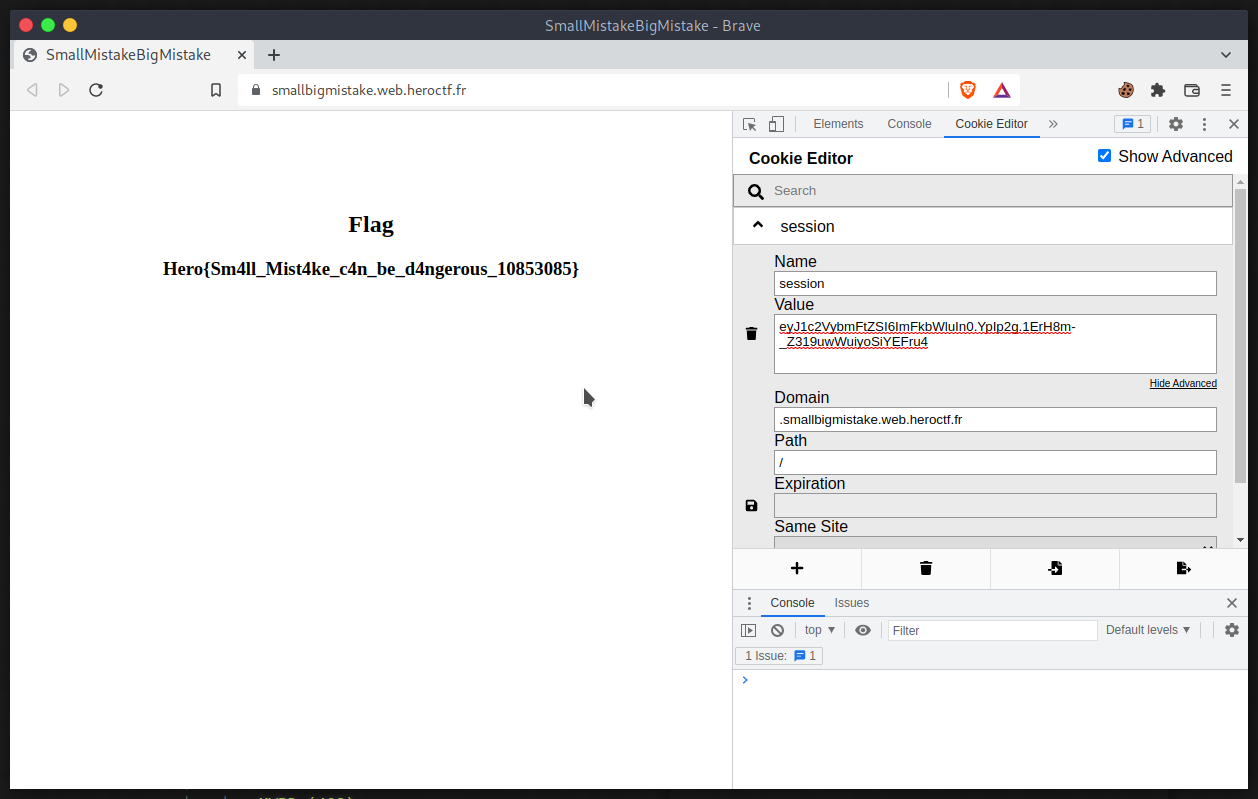 SmallMistakeBigMistake - Brave
SmallMistakeBigMistake
smallbigmistake.web.heroctf.fr
Elements Console Cookie Editor 1
Cookie Editor Show Advanced
Search
session
Flag
Hero{Sm4ll_Mist4ke_c4n_be_d4ngerous_10853085}
Name
session
Value
eyJ1c2VybmFtZSI6ImFkbWluIn0.YpIp2g.1ErH8m-
_Z319uwWuiyoSiYEFru4
Hide Advanced
Domain
.smallbigmistake.web.heroctf.fr
Path
/
Expiration
Same Site
Console Issues
top Filter Default levels
1 Issue: 1